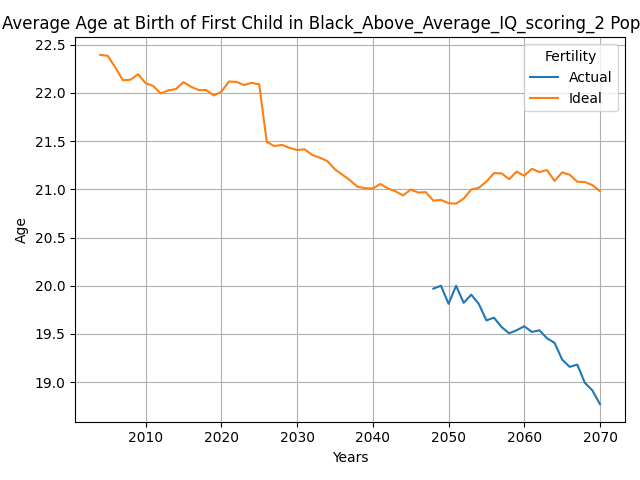 Average Age at Birth of First Child in Black_Above_Average_IQ_scoring_2 Pop
22.5
22.0
21.5
21.0
20.5
20.0
19.5
19.0
Age
Fertility
Actual
Ideal
2010 2020 2030 2040 2050 2060 2070
Years